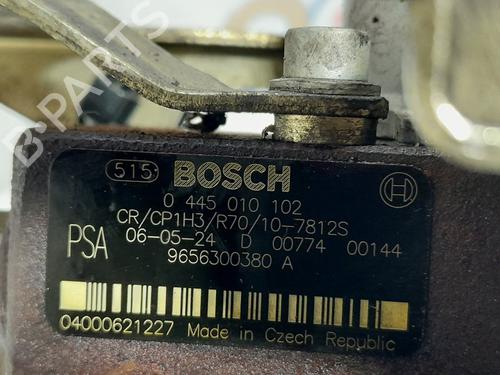 515 BOSCH
0 445 010 102
CR/CP1H3/R70/10-7812S
PSA 06-05-24 D 00774 00144
9656300380 A
04000621227 Made in Czech Republic
B-PARTS